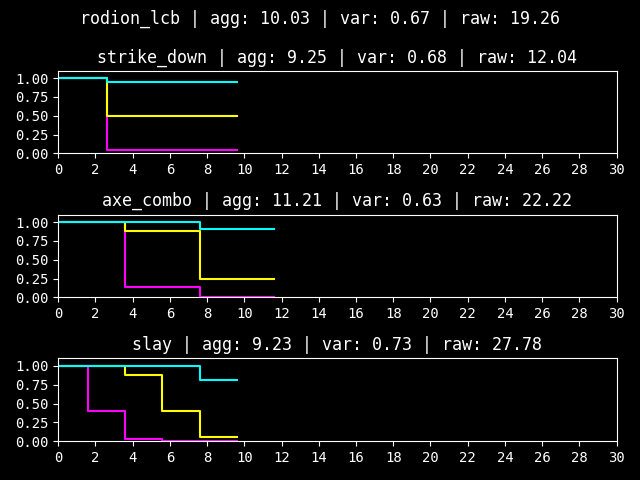 rodion_lcb | agg: 10.03 | var: 0.67 | raw: 19.26
strike_down | agg: 9.25 | var: 0.68 | raw: 12.04
1.00
0.75
0.50
0.25
0.00
0 2 4 6 8 10 12 14 16 18 20 22 24 26 28 30
axe_combo | agg: 11.21 | var: 0.63 | raw: 22.22
1.00
0.75
0.50
0.25
0.00
0 2 4 6 8 10 12 14 16 18 20 22 24 26 28 30
slay | agg: 9.23 | var: 0.73 | raw: 27.78
1.00
0.75
0.50
0.25
0.00
0 2 4 6 8 10 12 14 16 18 20 22 24 26 28 30